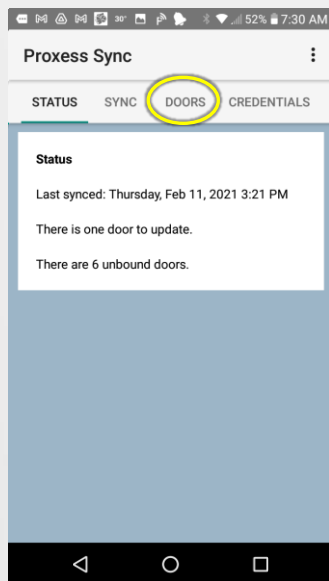 30° 52% 7:30 AM
Proxess Sync
STATUS SYNC DOORS CREDENTIALS
Status
Last synced: Thursday, Feb 11, 2021 3:21 PM
There is one door to update.
There are 6 unbound doors.